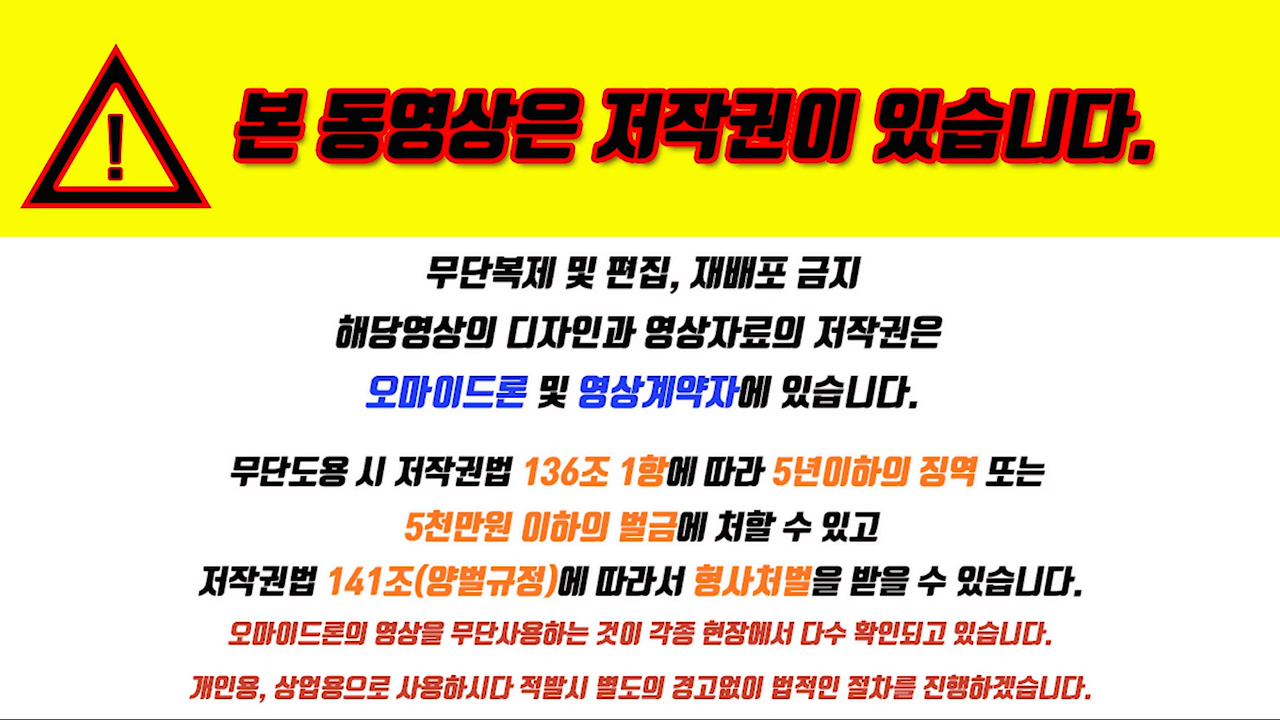 !
본 동영상은 저작권이 있습니다.
무단복제 및 편집, 재배포 금지
해당영상의 디자인과 영상자료의 저작권은
오마이드론 및 영상계약자에 있습니다.
무단도용 시 저작권법 136조 1항에 따라 5년이하의 징역 또는
5천만원 이하의 벌금에 처할 수 있고
저작권법 141조(양벌규정)에 따라서 형사처벌을 받을 수 있습니다.
오마이드론의 영상을 무단사용하는 것이 각종 현장에서 다수 확인되고 있습니다.
개인용, 상업용으로 사용하시다 적발시 별도의 경고없이 법적인 절차를 진행하겠습니다.